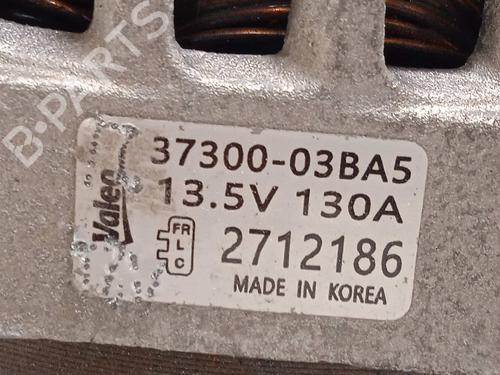 B-PARTS
Valeo
37300-03BA5
13.5V 130A
FR
L
C
2712186
MADE IN KOREA